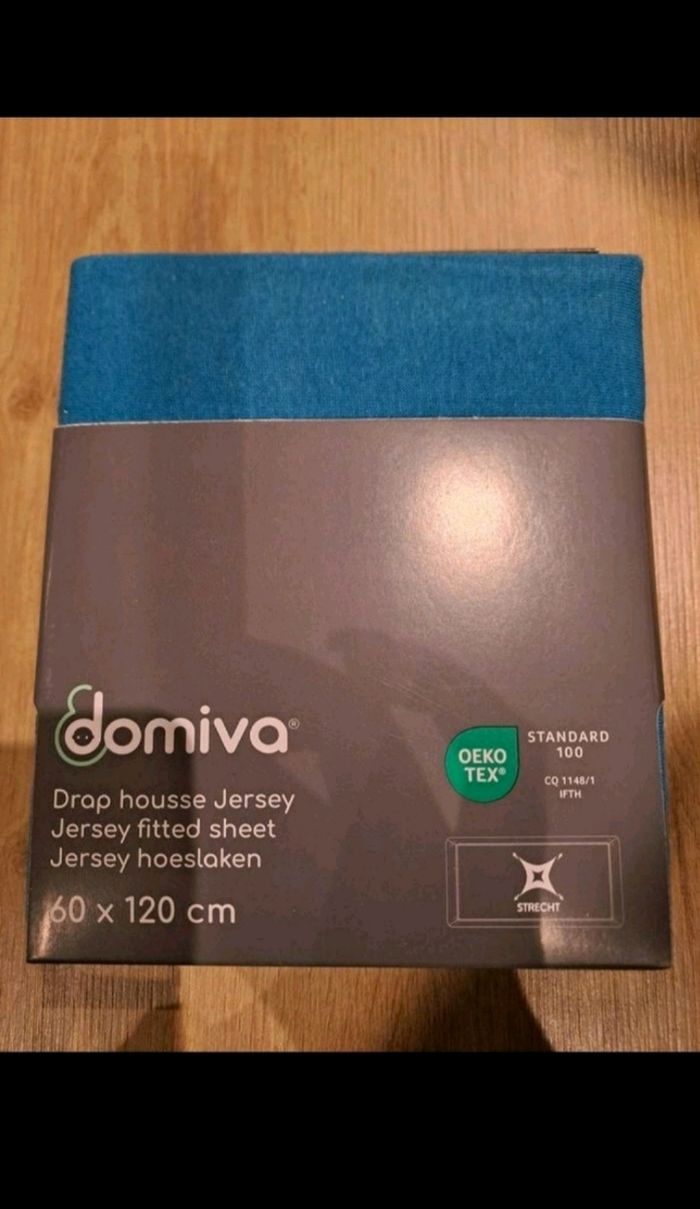 domiva®
Drap housse Jersey
Jersey fitted sheet
Jersey hoeslaken
60 x 120 cm
OEKO
TEX®
STANDARD
100
CQ 1148/1
IFTH
STRECHT